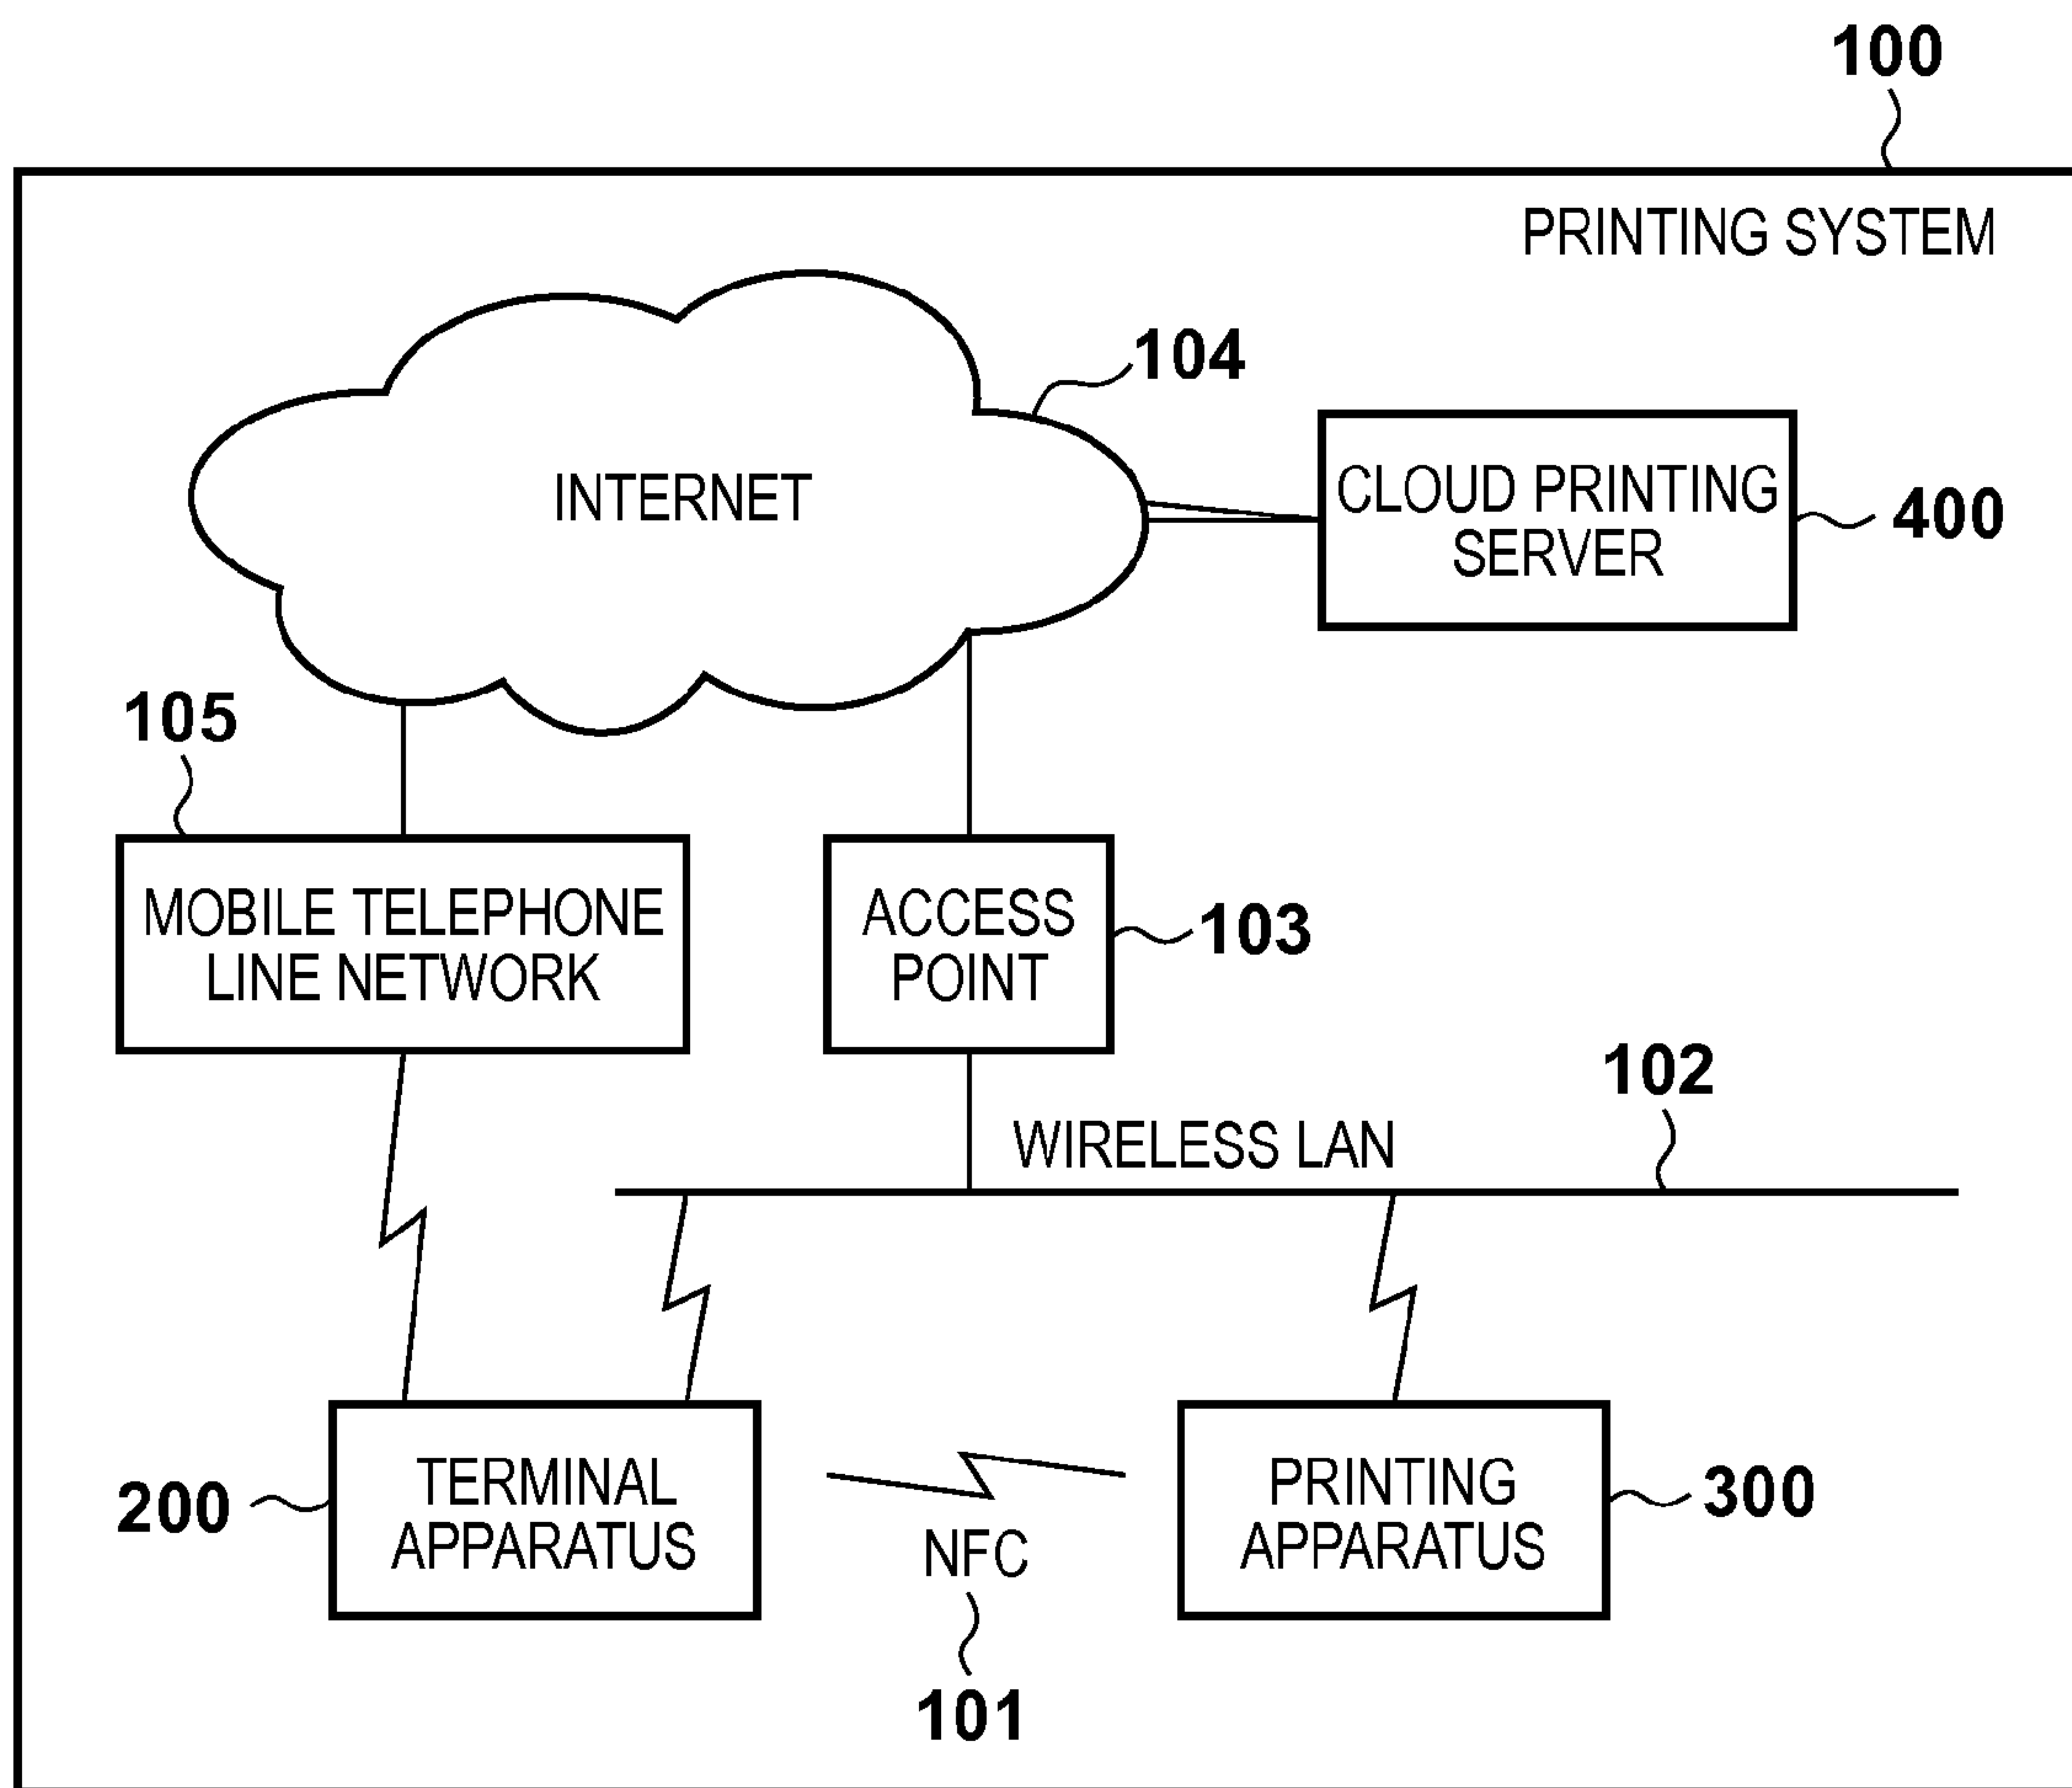 100
PRINTING SYSTEM
104
INTERNET
CLOUD PRINTING
SERVER
400
105
MOBILE TELEPHONE
LINE NETWORK
ACCESS
POINT
103
102
WIRELESS LAN
200
TERMINAL
APPARATUS
NFC
101
PRINTING
APPARATUS
300